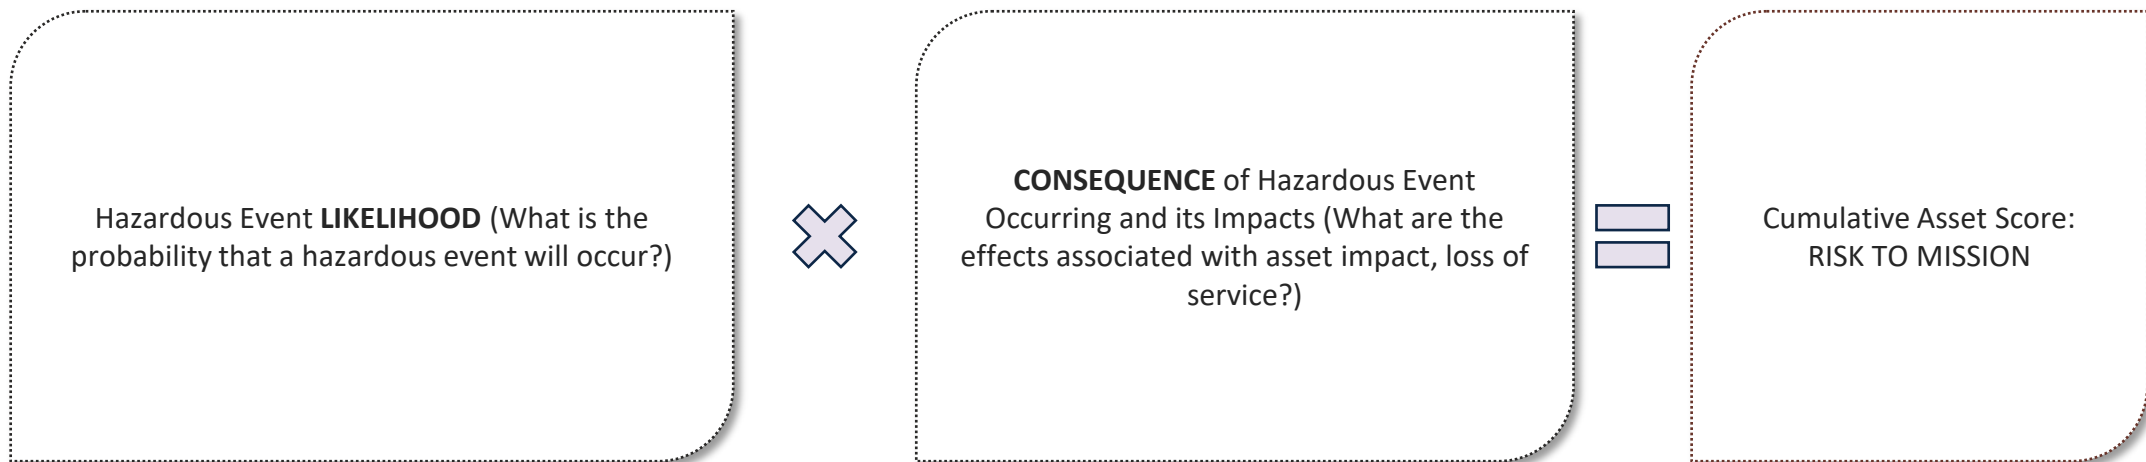 Hazardous Event LIKELIHOOD (What is the
probability that a hazardous event will occur?)
CONSEQUENCE of Hazardous Event
Occurring and its Impacts (What are the
effects associated with asset impact, loss of
service?)
Cumulative Asset Score:
RISK TO MISSION